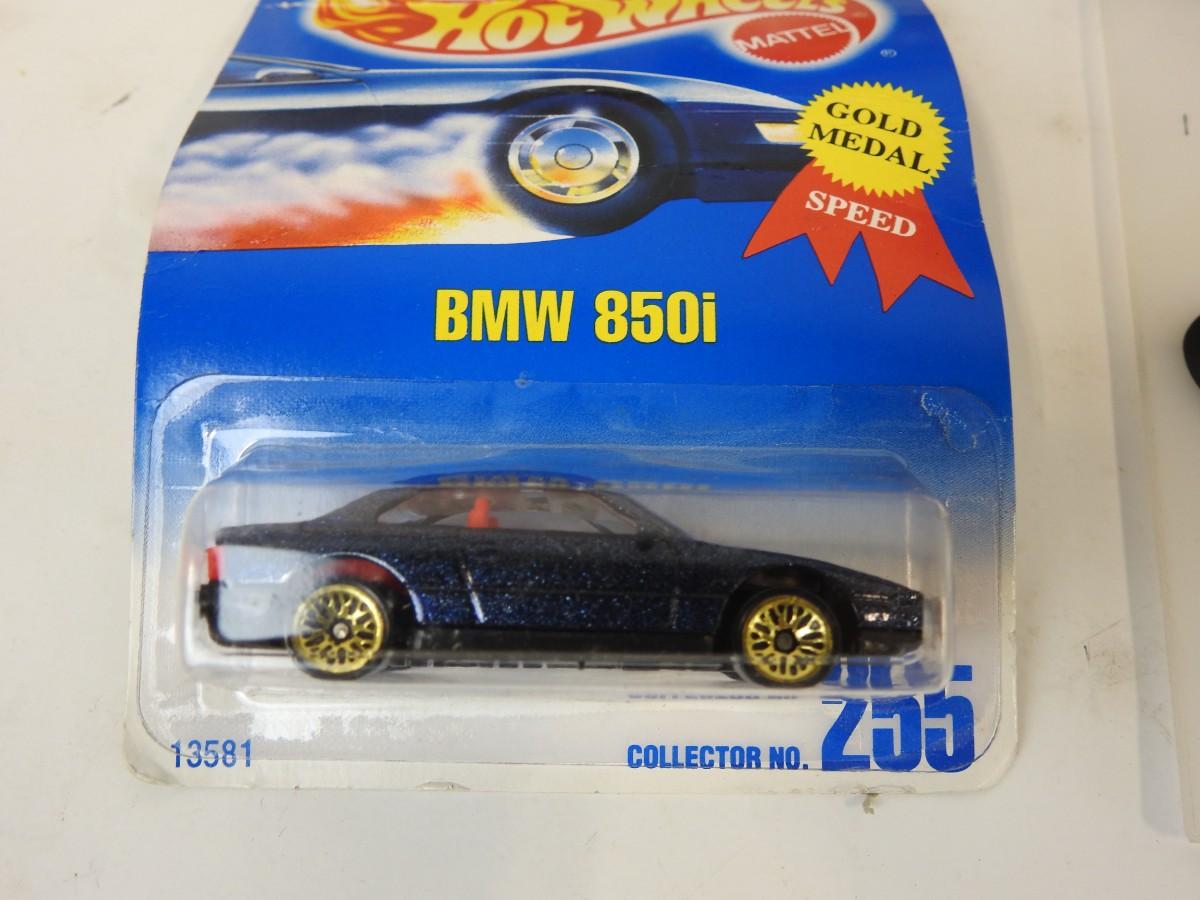 Hot Wheels
MATTEL
®
GOLD
MEDAL
SPEED
BMW 850i
13581
COLLECTOR NO. 255